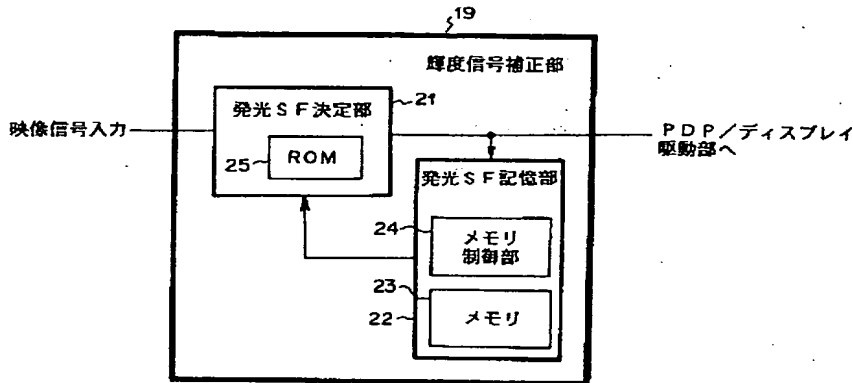 19
輝度信号補正部
21
発光SF決定部
映像信号入力
PDP/ディスプレイ
駆動部へ
25
ROM
発光SF記憶部
24
メモリ
制御部
23
22
メモリ